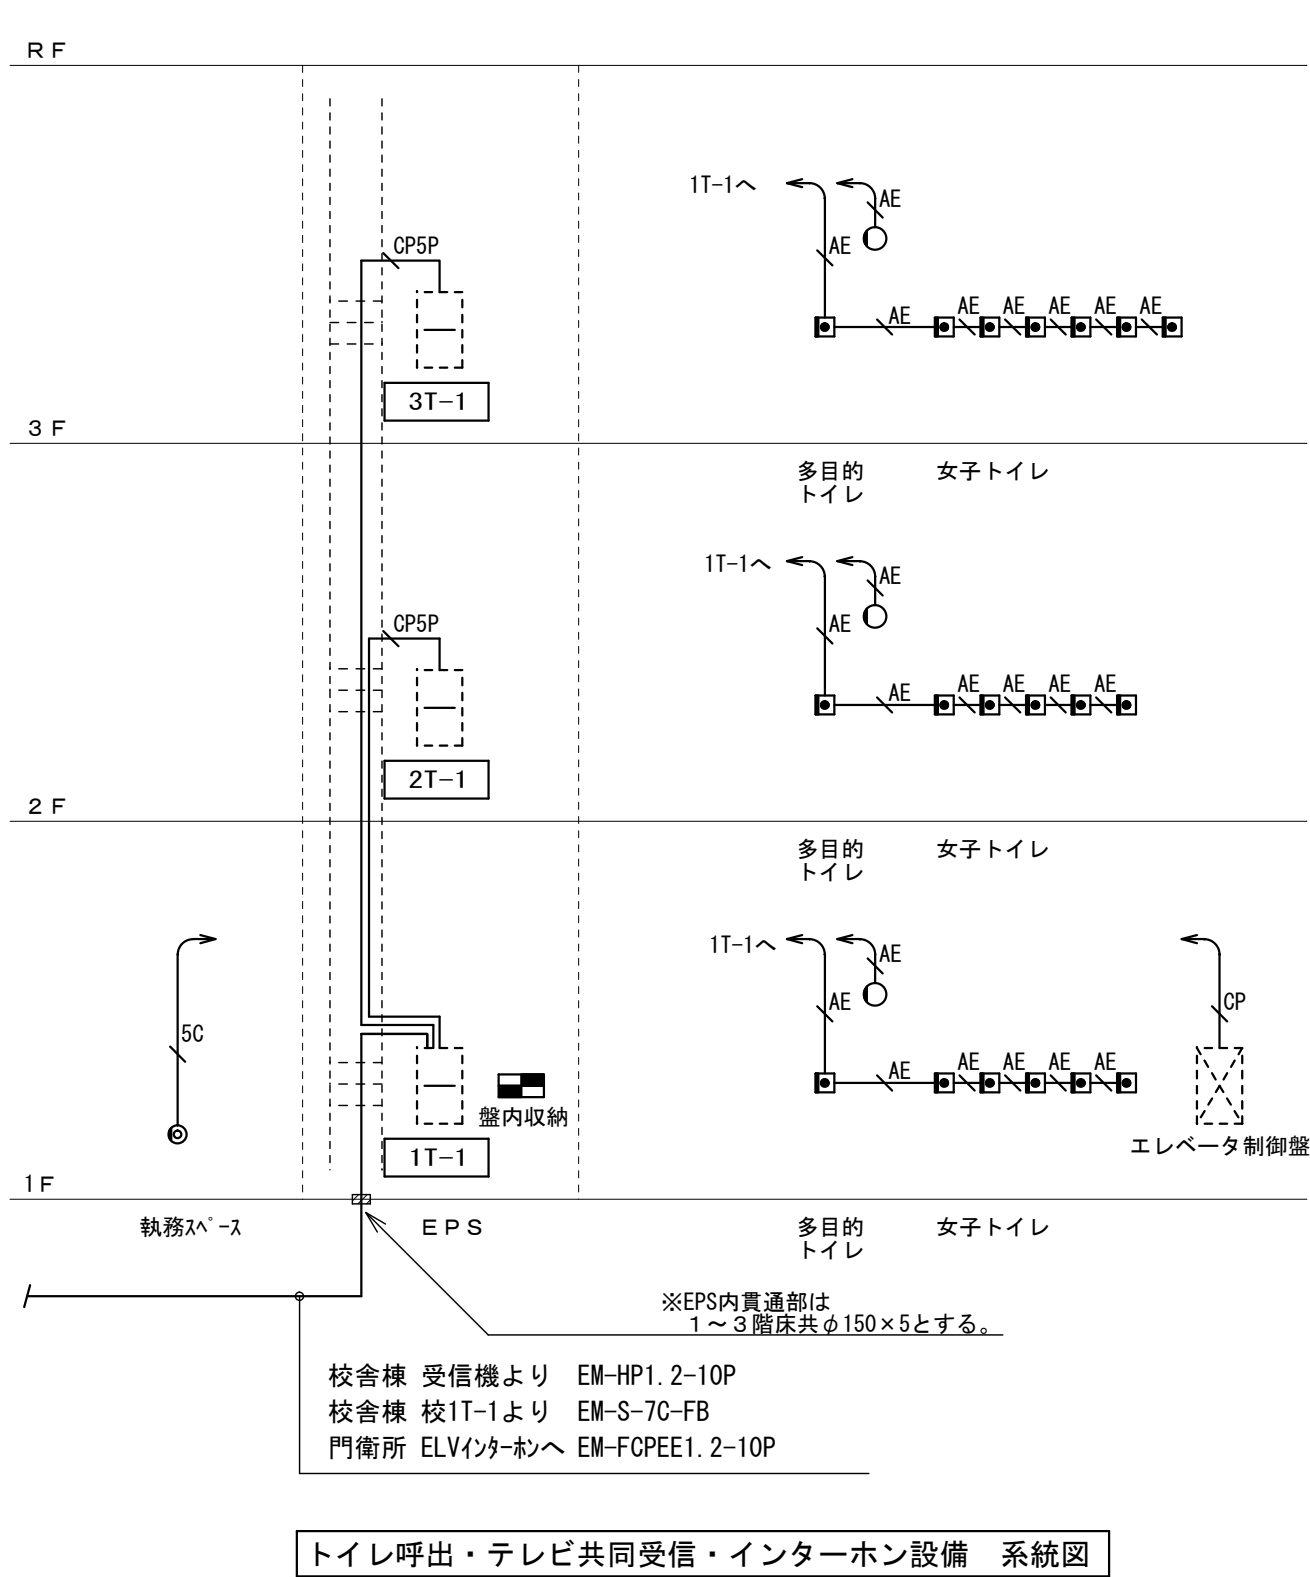 ＲＦ
1T-1へ
AE
AE
CP5P
AE
AE
AE
AE
AE
AE
3T-1
３Ｆ
多目的
トイレ
女子トイレ
1T-1へ
AE
AE
CP5P
AE
AE
AE
AE
AE
2T-1
２Ｆ
多目的
トイレ
女子トイレ
1T-1へ
AE
AE
CP
5C
AE
AE
AE
AE
AE
盤内収納
エレベータ制御盤
1T-1
１Ｆ
執務ｽﾍﾟｰｽ
ＥＰＳ
多目的
トイレ
女子トイレ
※EPS内貫通部は
１～３階床共φ150×5とする。
校舎棟 受信機より EM-HP1.2-10P
校舎棟 校1T-1より EM-S-7C-FB
門衛所 ELVｲﾝﾀｰﾎﾝへ EM-FCPEE1.2-10P
トイレ呼出・テレビ共同受信・インターホン設備　系統図